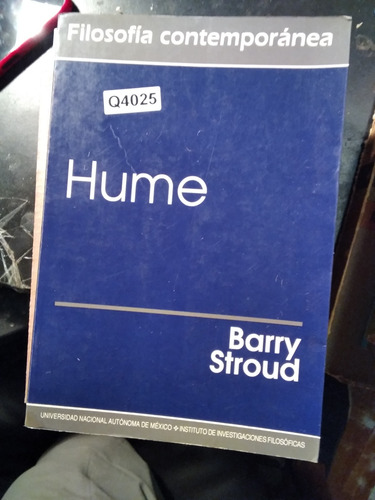 Filosofía contemporánea
Q4025
Hume
Barry
Stroud
UNIVERSIDAD NACIONAL AUTÓNOMA DE MÉXICO ❖ INSTITUTO DE INVESTIGACIONES FILOSÓFICAS